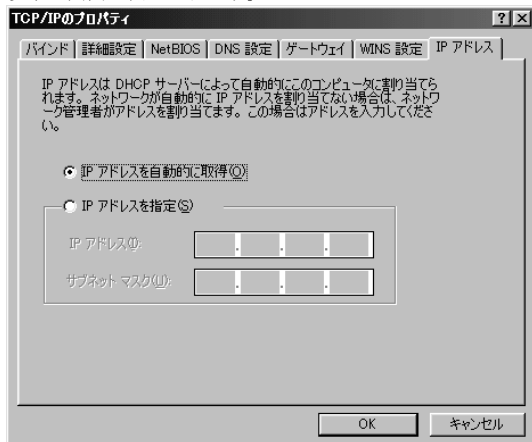 TCP/IPのプロパティ
バインド 詳細設定 NetBIOS DNS 設定 ゲートウェイ WINS 設定 IP アドレス
IP アドレスは DHCP サーバーによって自動的にこのコンピュータに割り当てら
れます。ネットワークが自動的に IP アドレスを割り当てない場合は、ネットワ
ーク管理者がアドレスを割り当てます。この場合はアドレスを入力してくださ
い。
IP アドレスを自動的に取得(O)
IP アドレスを指定(S)
IP アドレス(I):
サブネット マスク(U):
OK キャンセル